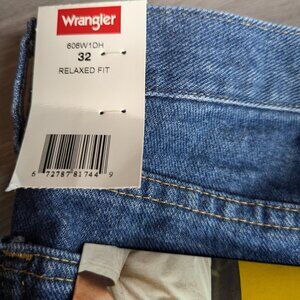 Wrangler
606W1DH
32
RELAXED FIT
6 72787 81744 9